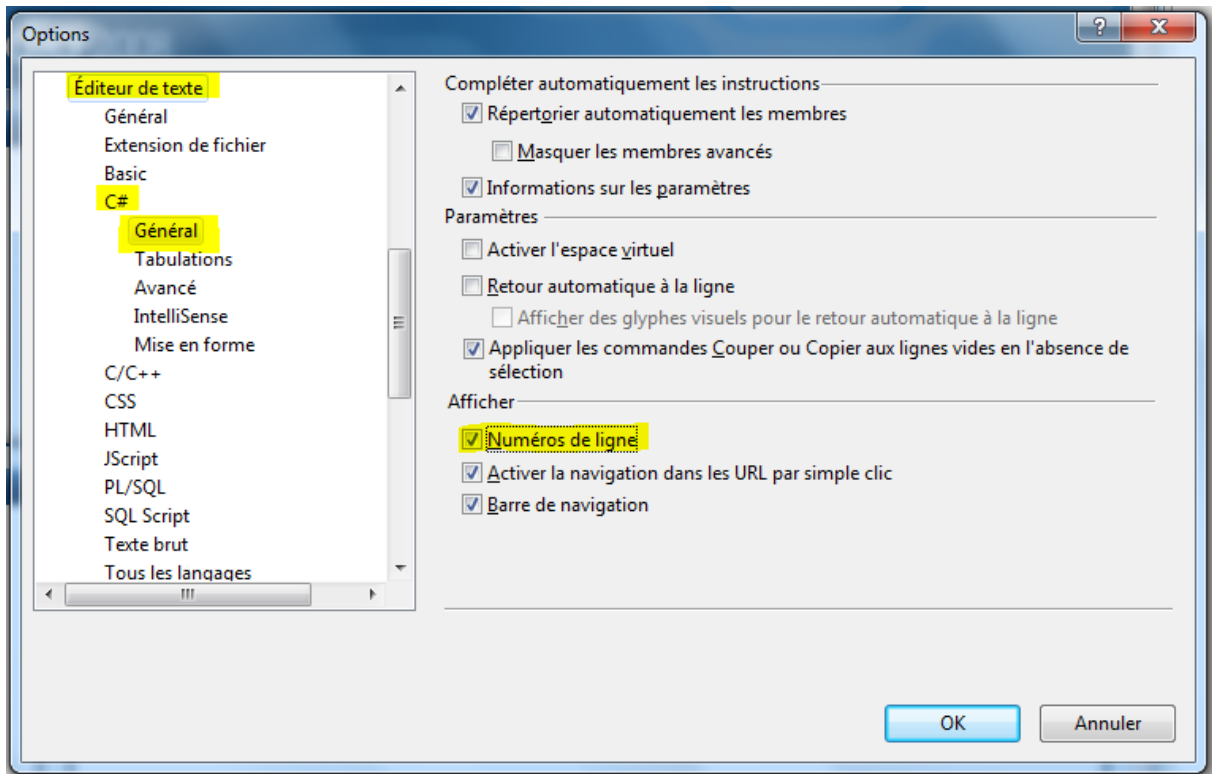 Options
Éditeur de texte
Général
Extension de fichier
Basic
C#
Général
Tabulations
Avancé
IntelliSense
Mise en forme
C/C++
CSS
HTML
JScript
PL/SQL
SQL Script
Texte brut
Tous les langages
Compléter automatiquement les instructions
Répertorier automatiquement les membres
Masquer les membres avancés
Informations sur les paramètres
Paramètres
Activer l'espace virtuel
Retour automatique à la ligne
Afficher des glyphes visuels pour le retour automatique à la ligne
Appliquer les commandes Couper ou Copier aux lignes vides en l'absence de
sélection
Afficher
Numéros de ligne
Activer la navigation dans les URL par simple clic
Barre de navigation
OK
Annuler